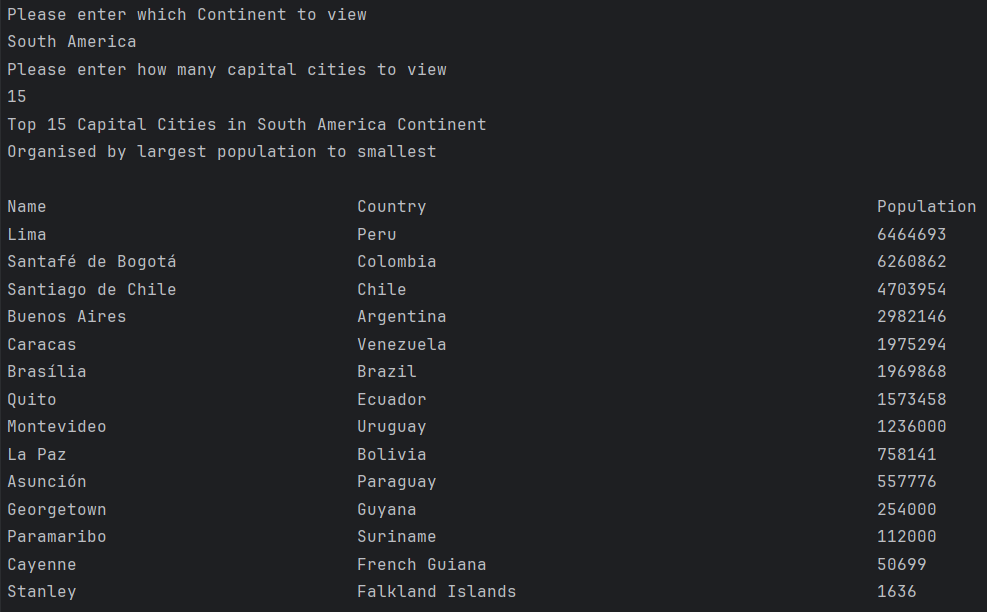 Please enter which Continent to view
South America
Please enter how many capital cities to view
15
Top 15 Capital Cities in South America Continent
Organised by largest population to smallest
Name Country Population
Lima Peru 6464693
Santafé de Bogotá Colombia 6260862
Santiago de Chile Chile 4703954
Buenos Aires Argentina 2982146
Caracas Venezuela 1975294
Brasília Brazil 1969868
Quito Ecuador 1573458
Montevideo Uruguay 1236000
La Paz Bolivia 758141
Asunción Paraguay 557776
Georgetown Guyana 254000
Paramaribo Suriname 112000
Cayenne French Guiana 50699
Stanley Falkland Islands 1636